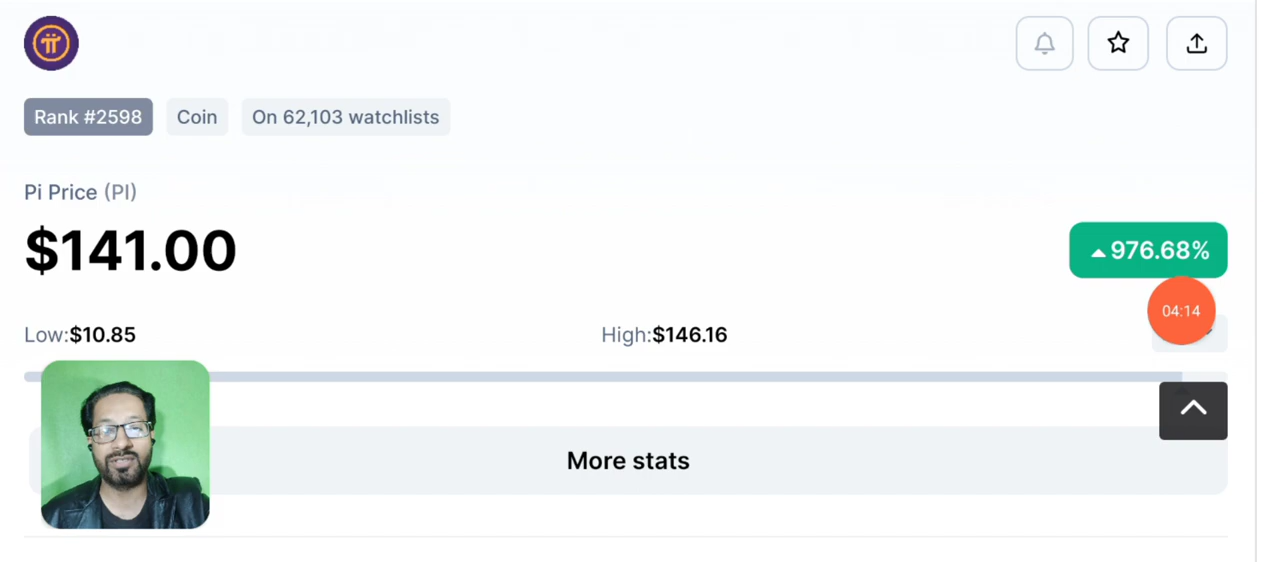 Rank #2598 Coin On 62,103 watchlists
Pi Price (PI)
$141.00 976.68%
04:14
Low:$10.85 High:$146.16
More stats